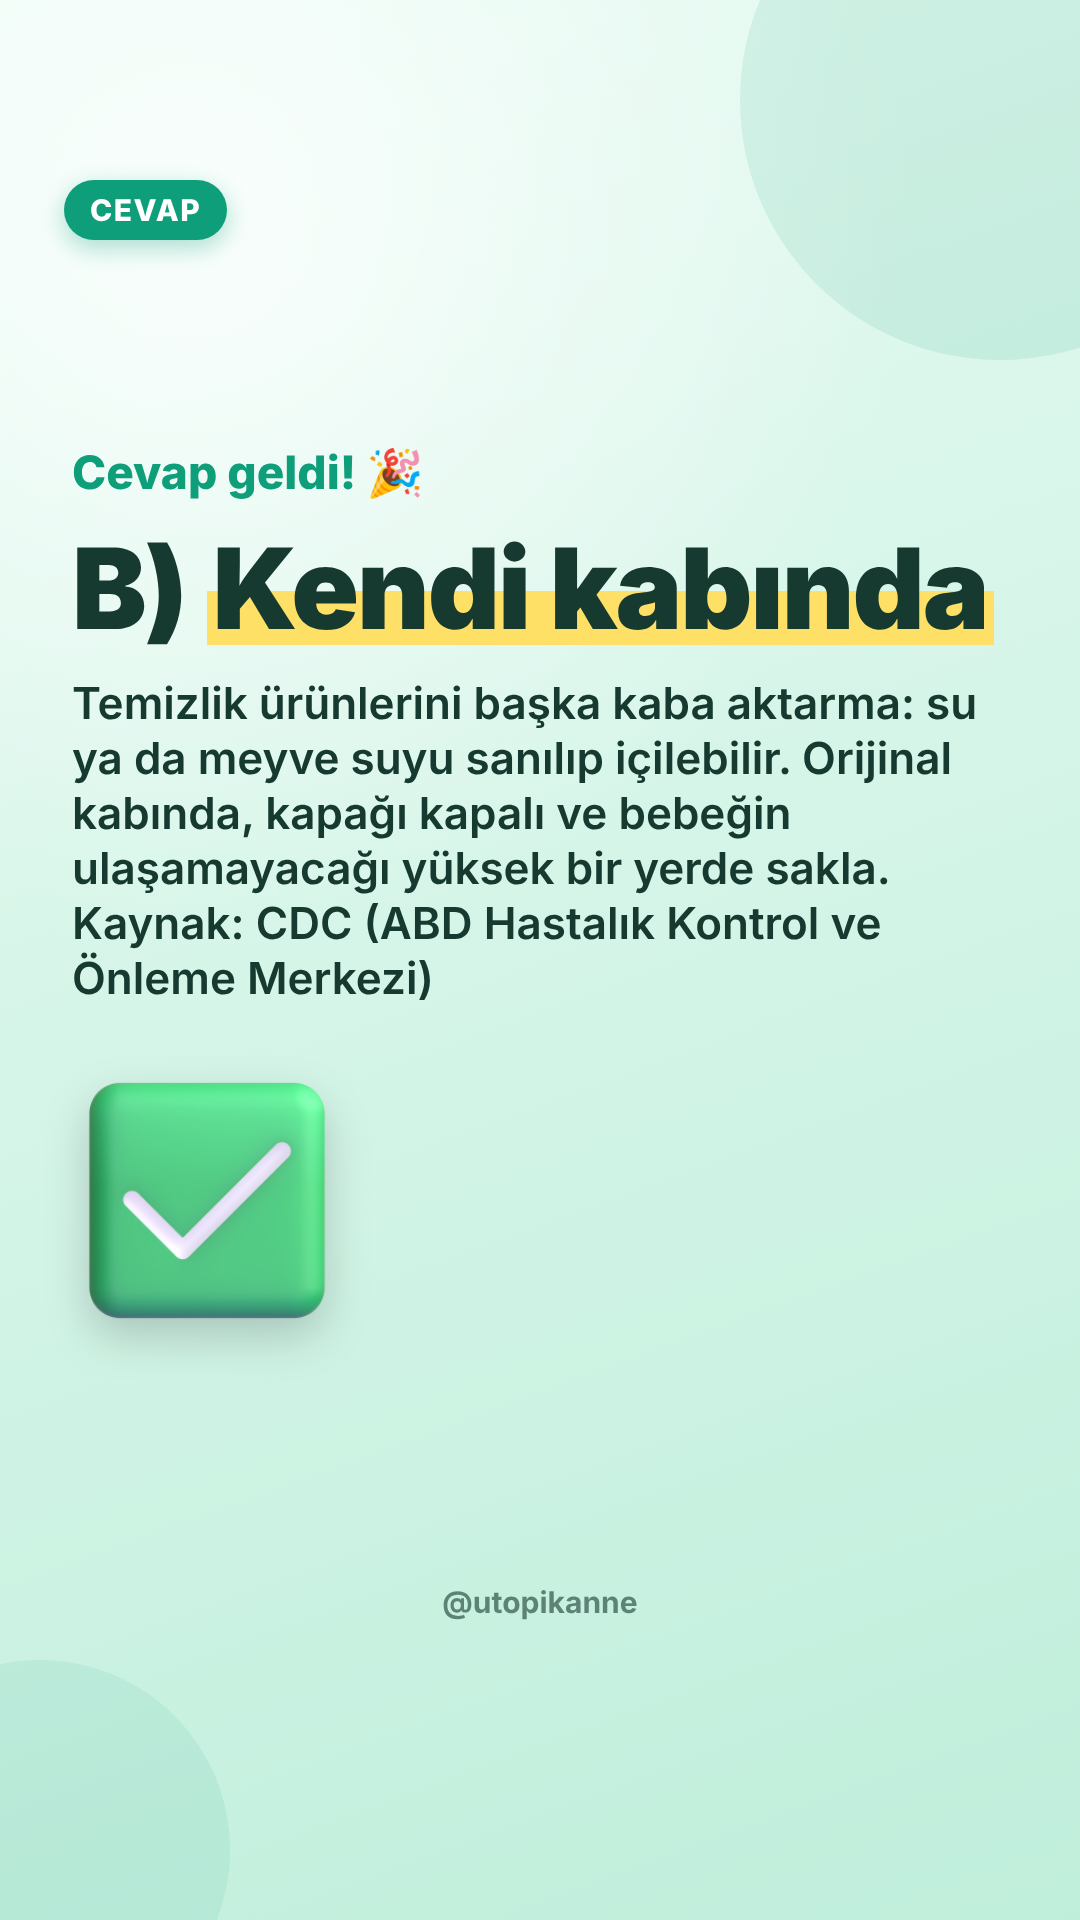 CEVAP
Cevap geldi! 🎉
B) Kendi kabında
Temizlik ürünlerini başka kaba aktarma: su
ya da meyve suyu sanılıp içilebilir. Orijinal
kabında, kapağı kapalı ve bebeğin
ulaşamayacağı yüksek bir yerde sakla.
Kaynak: CDC (ABD Hastalık Kontrol ve
Önleme Merkezi)
@utopikanne